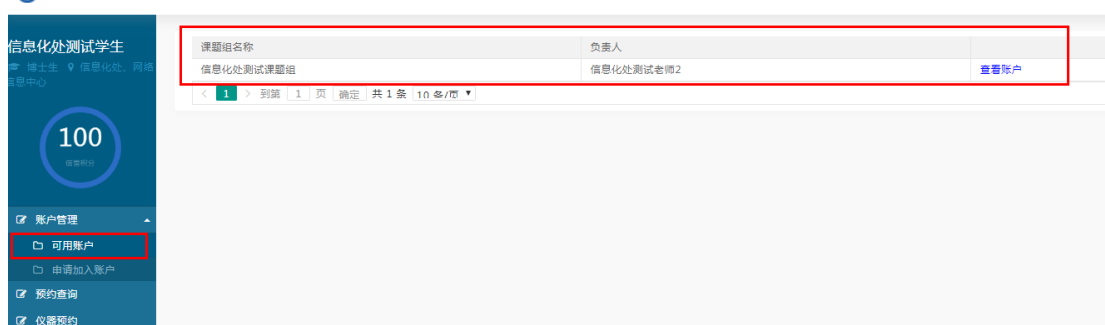 信息化处测试学生
博士生 信息化处、网络
信息中心
100
信誉积分
账户管理
可用账户
申请加入账户
预约查询
仪器预约
课题组名称 负责人
信息化处测试课题组 信息化处测试老师2 查看账户
< 1 > 到第 1 页 确定 共 1 条 10 条/页